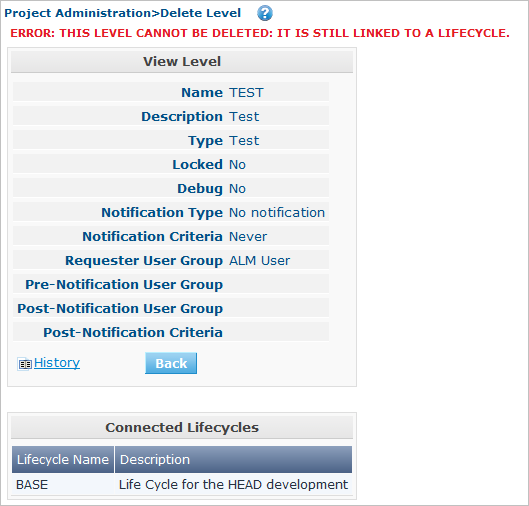 Project Administration>Delete Level ?
ERROR: THIS LEVEL CANNOT BE DELETED: IT IS STILL LINKED TO A LIFECYCLE.
View Level
Name TEST
Description Test
Type Test
Locked No
Debug No
Notification Type No notification
Notification Criteria Never
Requester User Group ALM User
Pre-Notification User Group
Post-Notification User Group
Post-Notification Criteria
History Back
Connected Lifecycles
Lifecycle Name Description
BASE Life Cycle for the HEAD development